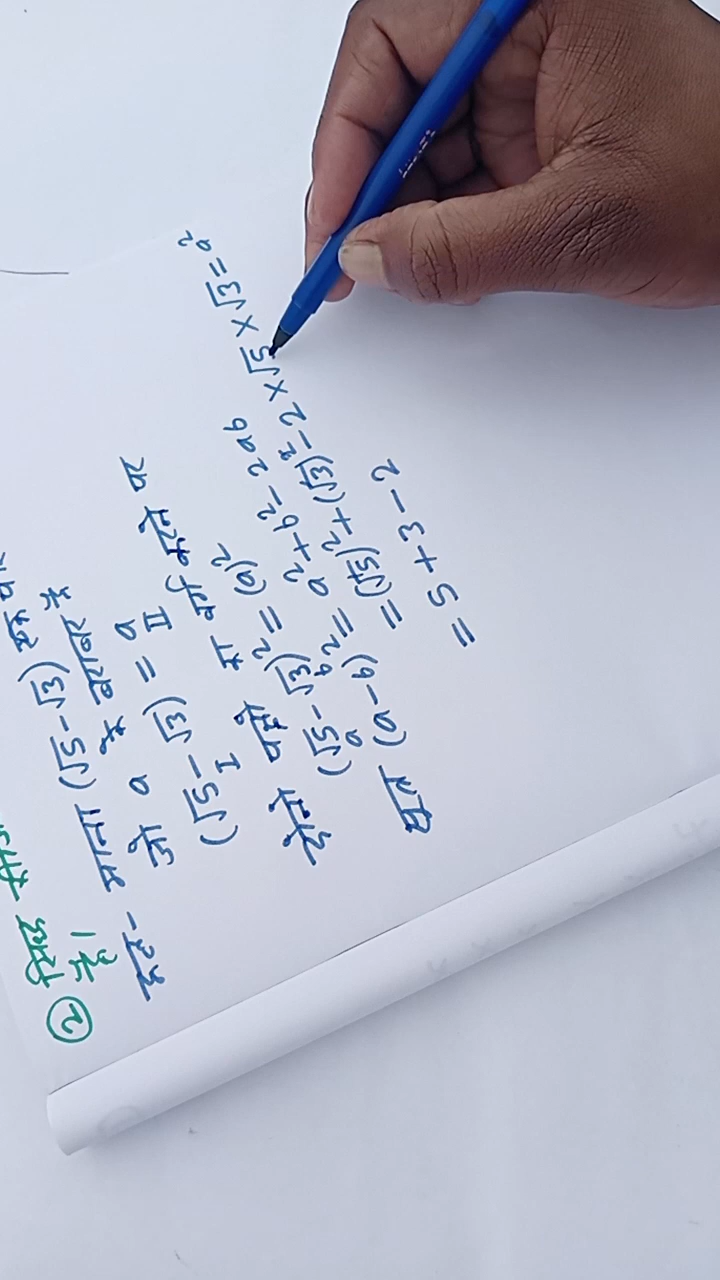 ② सिद्ध
है।
हल - माना (√5 - √3)
जो a के बराबर है
(√5 - √3) = a
I II
दोनों पक्षों का वर्ग करने पर
(√5 - √3)² = (a)²
a b
सूत्र (a - b)² = a² + b² - 2ab
= (√5)² + (√3)² - 2 × √5 × √3 = a²
= 5 + 3 - 2